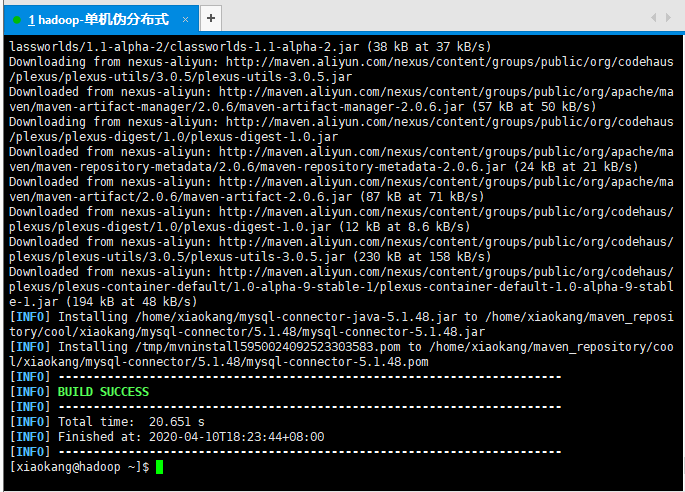 1 hadoop-单机伪分布式 × +
lassworlds/1.1-alpha-2/classworlds-1.1-alpha-2.jar (38 kB at 37 kB/s)
Downloading from nexus-aliyun: http://maven.aliyun.com/nexus/content/groups/public/org/codehaus
/plexus/plexus-utils/3.0.5/plexus-utils-3.0.5.jar
Downloaded from nexus-aliyun: http://maven.aliyun.com/nexus/content/groups/public/org/apache/ma
ven/maven-artifact-manager/2.0.6/maven-artifact-manager-2.0.6.jar (57 kB at 50 kB/s)
Downloading from nexus-aliyun: http://maven.aliyun.com/nexus/content/groups/public/org/codehaus
/plexus/plexus-digest/1.0/plexus-digest-1.0.jar
Downloaded from nexus-aliyun: http://maven.aliyun.com/nexus/content/groups/public/org/apache/ma
ven/maven-repository-metadata/2.0.6/maven-repository-metadata-2.0.6.jar (24 kB at 21 kB/s)
Downloaded from nexus-aliyun: http://maven.aliyun.com/nexus/content/groups/public/org/apache/ma
ven/maven-artifact/2.0.6/maven-artifact-2.0.6.jar (87 kB at 71 kB/s)
Downloaded from nexus-aliyun: http://maven.aliyun.com/nexus/content/groups/public/org/codehaus/
plexus/plexus-digest/1.0/plexus-digest-1.0.jar (12 kB at 8.6 kB/s)
Downloaded from nexus-aliyun: http://maven.aliyun.com/nexus/content/groups/public/org/codehaus/
plexus/plexus-utils/3.0.5/plexus-utils-3.0.5.jar (230 kB at 158 kB/s)
Downloaded from nexus-aliyun: http://maven.aliyun.com/nexus/content/groups/public/org/codehaus/
plexus/plexus-container-default/1.0-alpha-9-stable-1/plexus-container-default-1.0-alpha-9-stabl
e-1.jar (194 kB at 48 kB/s)
[INFO] Installing /home/xiaokang/mysql-connector-java-5.1.48.jar to /home/xiaokang/maven_reposi
tory/cool/xiaokang/mysql-connector/5.1.48/mysql-connector-5.1.48.jar
[INFO] Installing /tmp/mvninstall5950024092523303583.pom to /home/xiaokang/maven_repository/coo
l/xiaokang/mysql-connector/5.1.48/mysql-connector-5.1.48.pom
[INFO] ------------------------------------------------------------------------
[INFO] BUILD SUCCESS
[INFO] ------------------------------------------------------------------------
[INFO] Total time:  20.651 s
[INFO] Finished at: 2020-04-10T18:23:44+08:00
[INFO] ------------------------------------------------------------------------
[xiaokang@hadoop ~]$